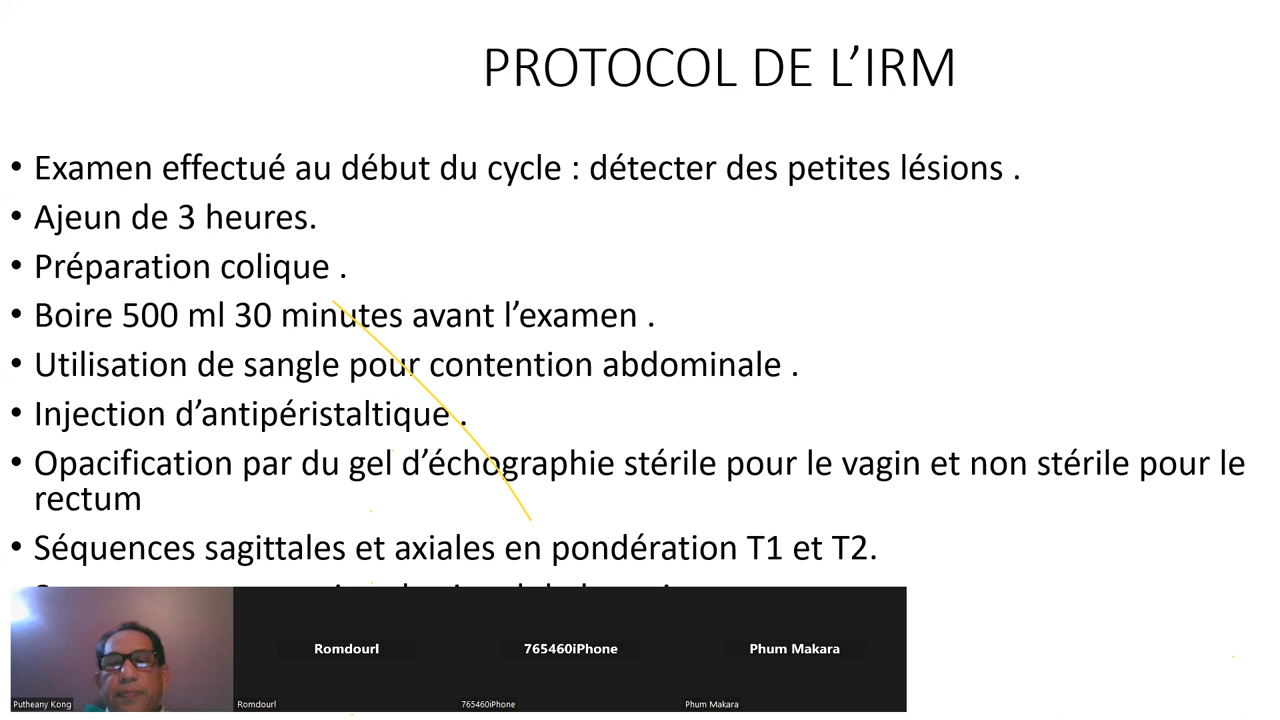 PROTOCOL DE L’IRM
• Examen effectué au début du cycle : détecter des petites lésions .
• Ajeun de 3 heures.
• Préparation colique .
• Boire 500 ml 30 minutes avant l’examen .
• Utilisation de sangle pour contention abdominale .
• Injection d’antipéristaltique .
• Opacification par du gel d’échographie stérile pour le vagin et non stérile pour le
rectum
• Séquences sagittales et axiales en pondération T1 et T2.
Romdourl
765460iPhone
Phum Makara
Putheany Kong
Romdourl
765460iPhone
Phum Makara